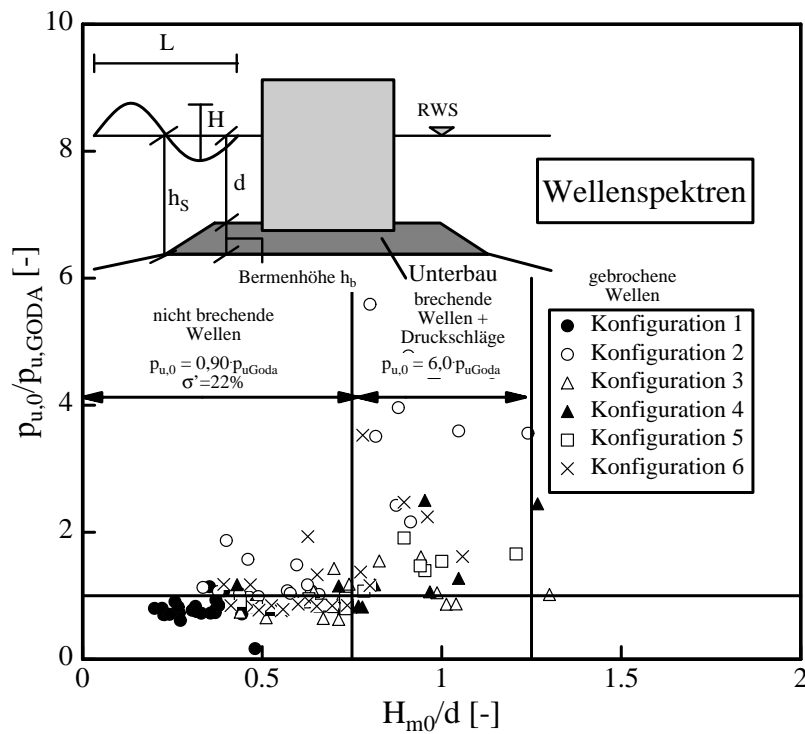 10
8
6
4
2
0
p_u,0/p_u,GODA [-]
L
H
d
h_S
RWS
Wellenspektren
Bermenhöhe h_b
Unterbau
nicht brechende
Wellen
p_u,0 = 0,90·p_uGoda
σ'=22%
brechende
Wellen +
Druckschläge
p_u,0 = 6,0·p_uGoda
gebrochene
Wellen
Konfiguration 1
Konfiguration 2
Konfiguration 3
Konfiguration 4
Konfiguration 5
Konfiguration 6
0
0.5
1
1.5
2
H_m0/d [-]